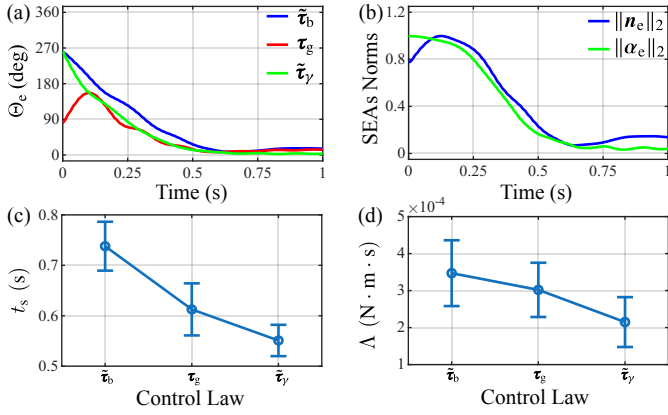 (a)
Θe (deg)
360
270
180
90
0
0
0.25
0.5
0.75
1
Time (s)
τ̃b
τg
τ̃γ
(b)
SEAs Norms
1.2
0.8
0.4
0
0
0.25
0.5
0.75
1
Time (s)
||ne||2
||αe||2
(c)
ts (s)
0.8
0.7
0.6
0.5
τ̃b
τg
τ̃γ
Control Law
(d)
×10-4
Λ (N · m · s)
5
4
3
2
1
τ̃b
τg
τ̃γ
Control Law